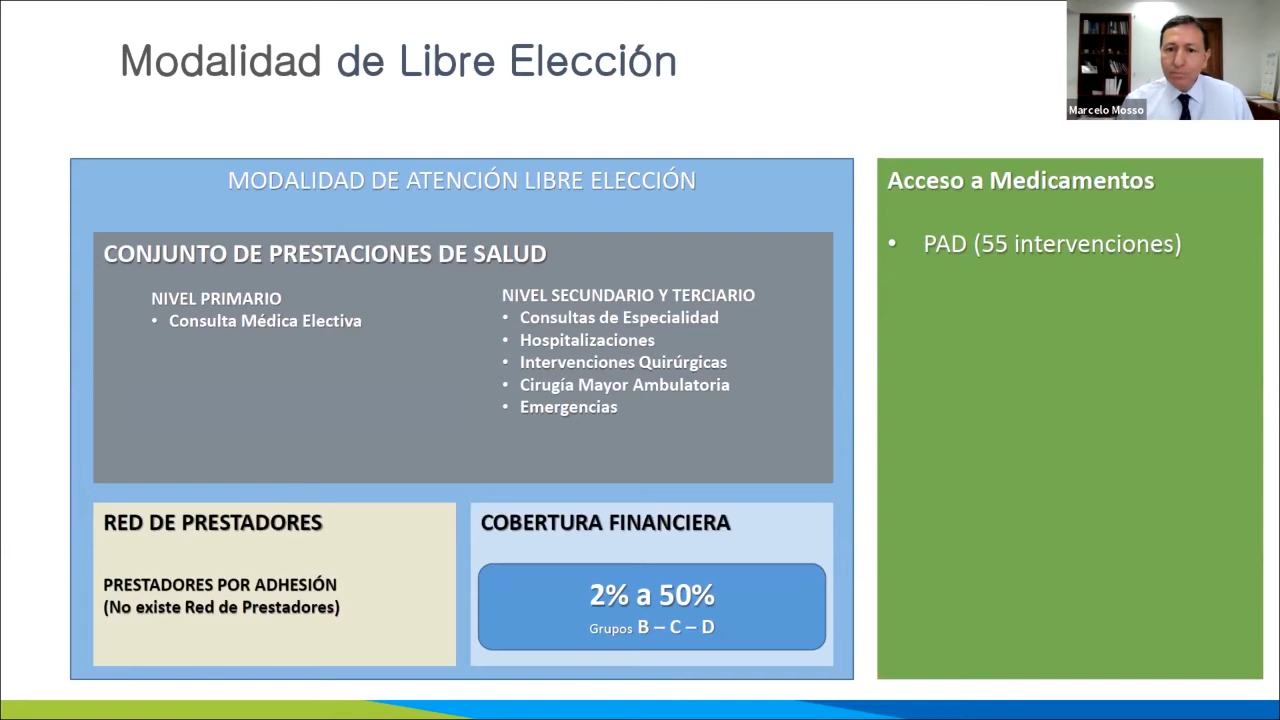 Modalidad de Libre Elección
Marcelo Mosso
MODALIDAD DE ATENCIÓN LIBRE ELECCIÓN
CONJUNTO DE PRESTACIONES DE SALUD
NIVEL PRIMARIO
• Consulta Médica Electiva
NIVEL SECUNDARIO Y TERCIARIO
• Consultas de Especialidad
• Hospitalizaciones
• Intervenciones Quirúrgicas
• Cirugía Mayor Ambulatoria
• Emergencias
RED DE PRESTADORES
PRESTADORES POR ADHESIÓN
(No existe Red de Prestadores)
COBERTURA FINANCIERA
2% a 50%
Grupos B – C – D
Acceso a Medicamentos
• PAD (55 intervenciones)